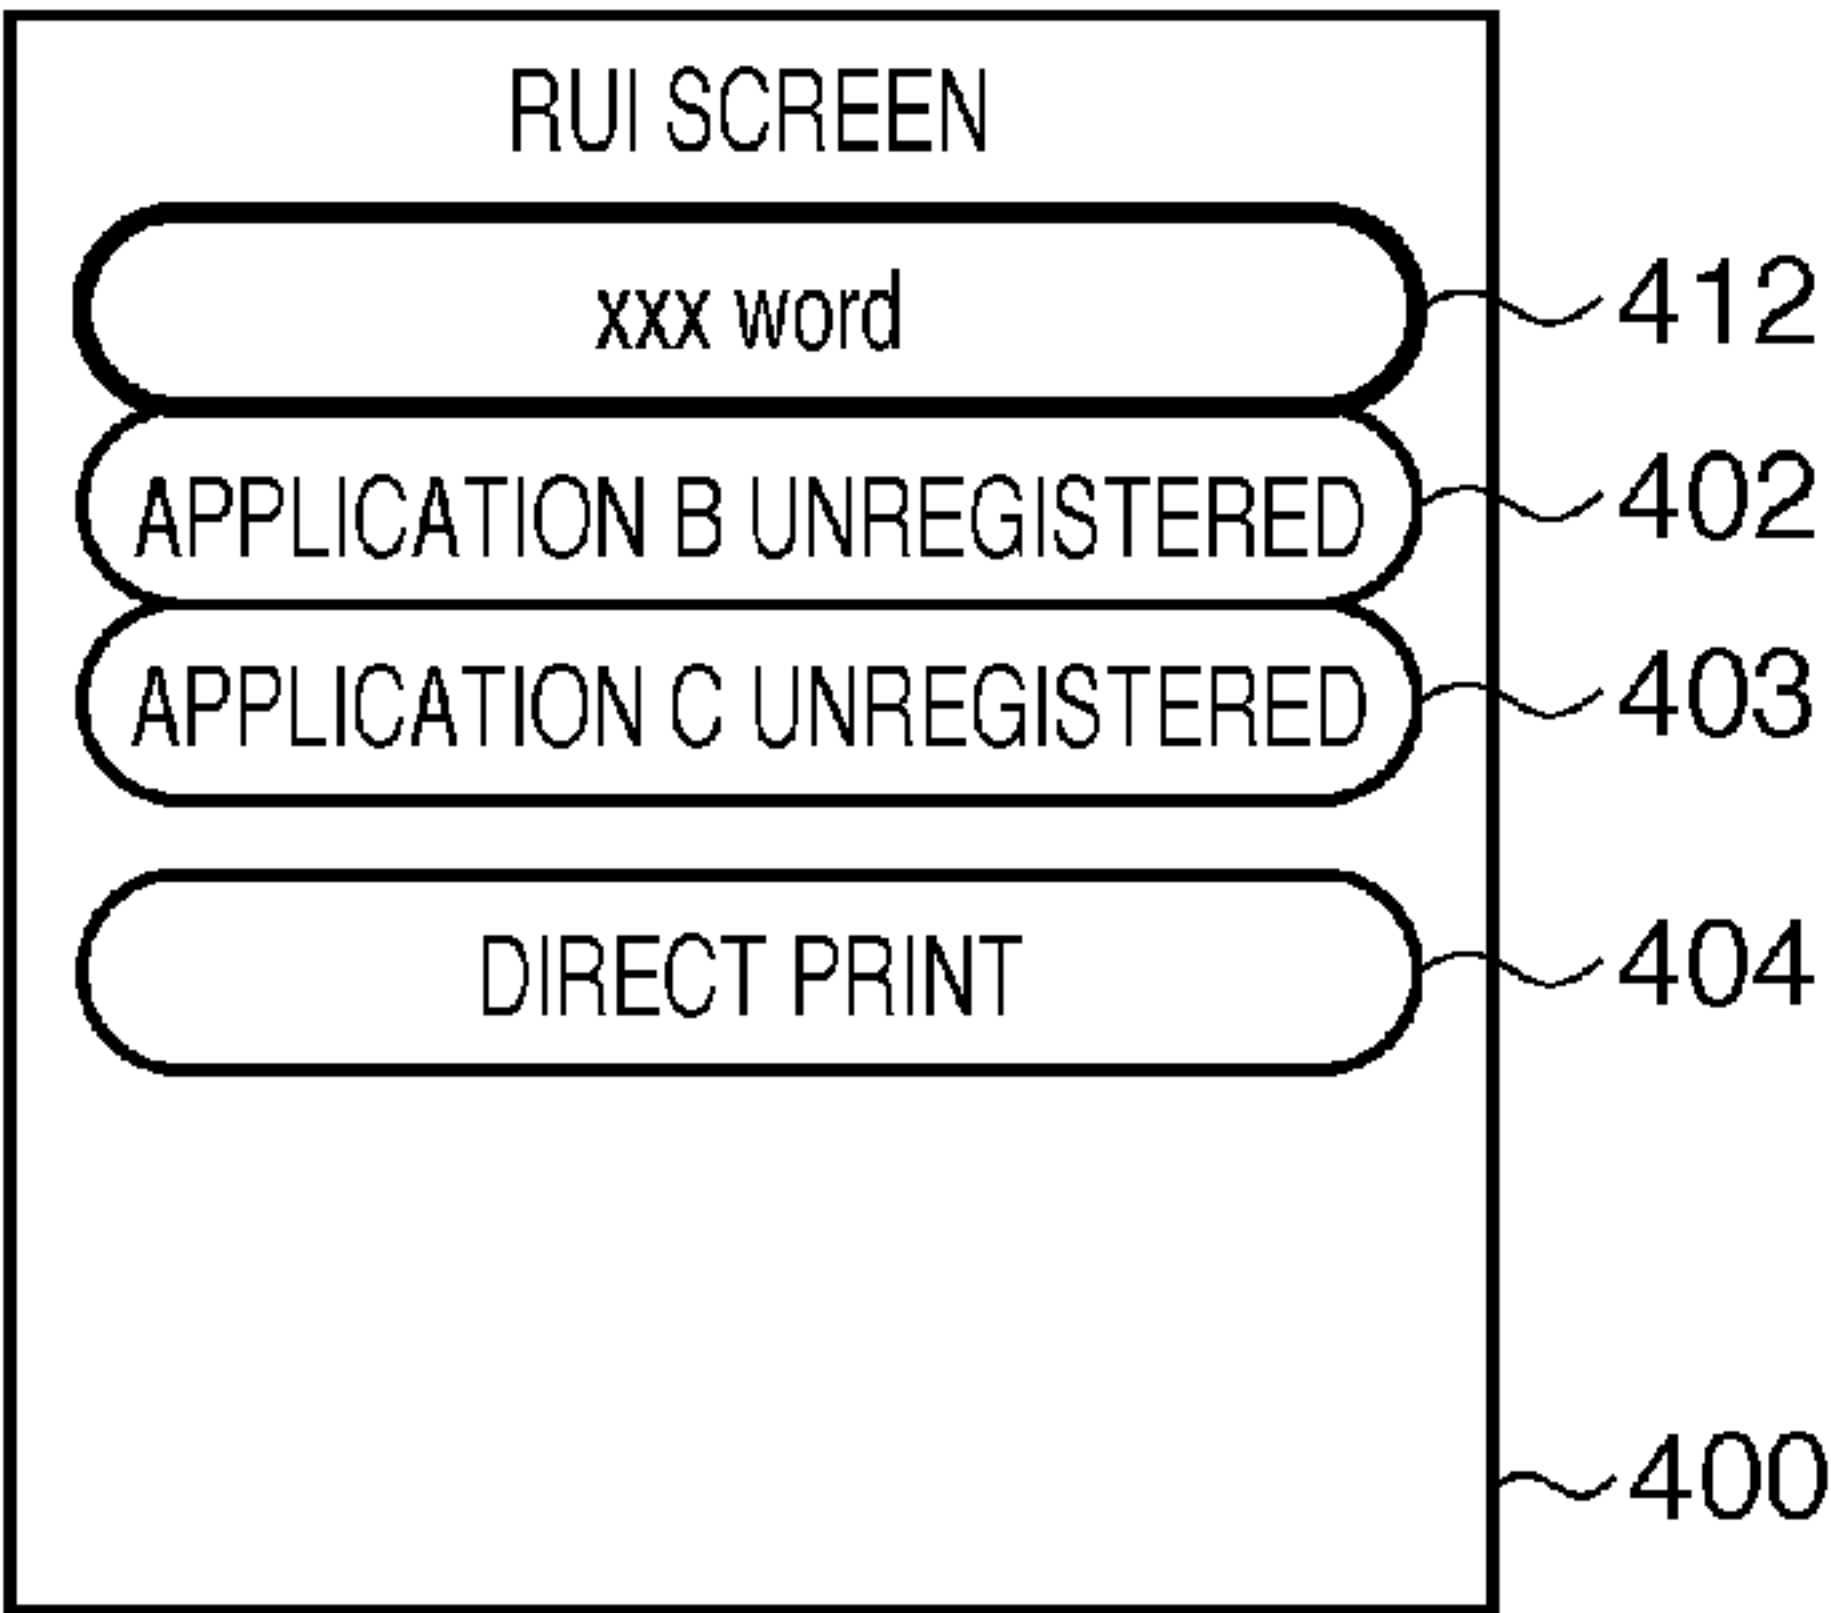 RUI SCREEN
xxx word 412
APPLICATION B UNREGISTERED 402
APPLICATION C UNREGISTERED 403
DIRECT PRINT 404
400